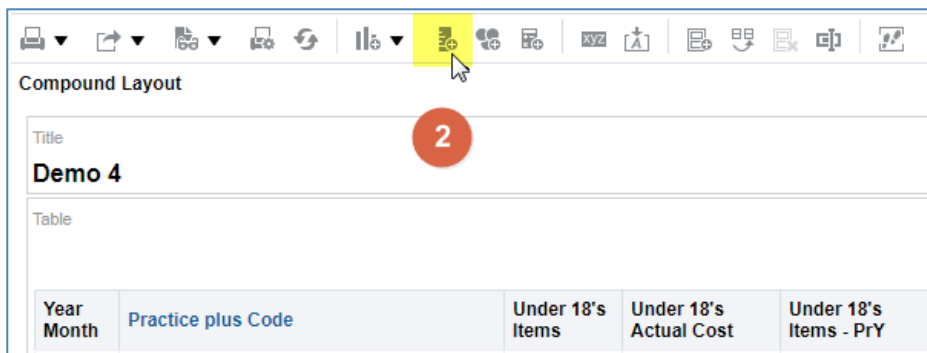 xyz
Compound Layout
2
Title
Demo 4
Table
Year Month
Practice plus Code
Under 18's Items
Under 18's Actual Cost
Under 18's Items - PrY